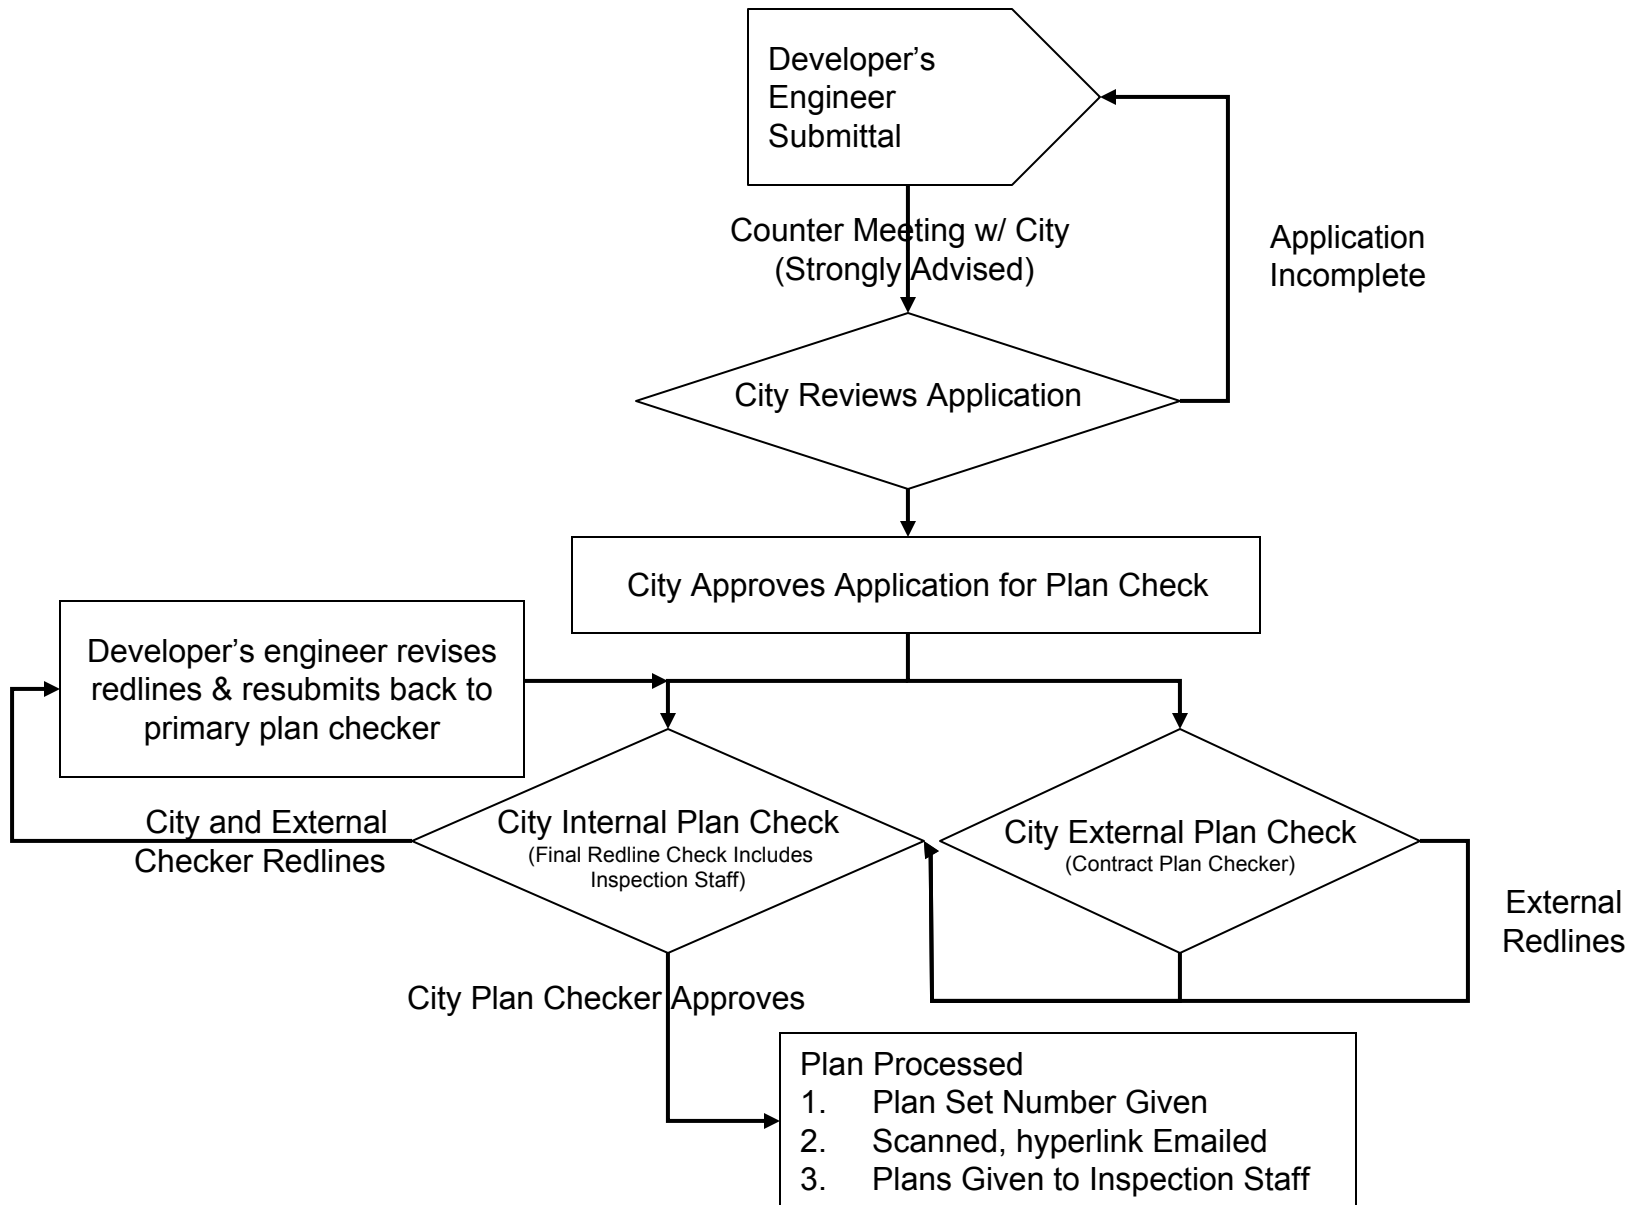 Developer’s
Engineer
Submittal
Counter Meeting w/ City
(Strongly Advised)
Application
Incomplete
City Reviews Application
City Approves Application for Plan Check
Developer’s engineer revises
redlines & resubmits back to
primary plan checker
City and External
Checker Redlines
City Internal Plan Check
(Final Redline Check Includes
Inspection Staff)
City External Plan Check
(Contract Plan Checker)
External
Redlines
City Plan Checker Approves
Plan Processed
1. Plan Set Number Given
2. Scanned, hyperlink Emailed
3. Plans Given to Inspection Staff